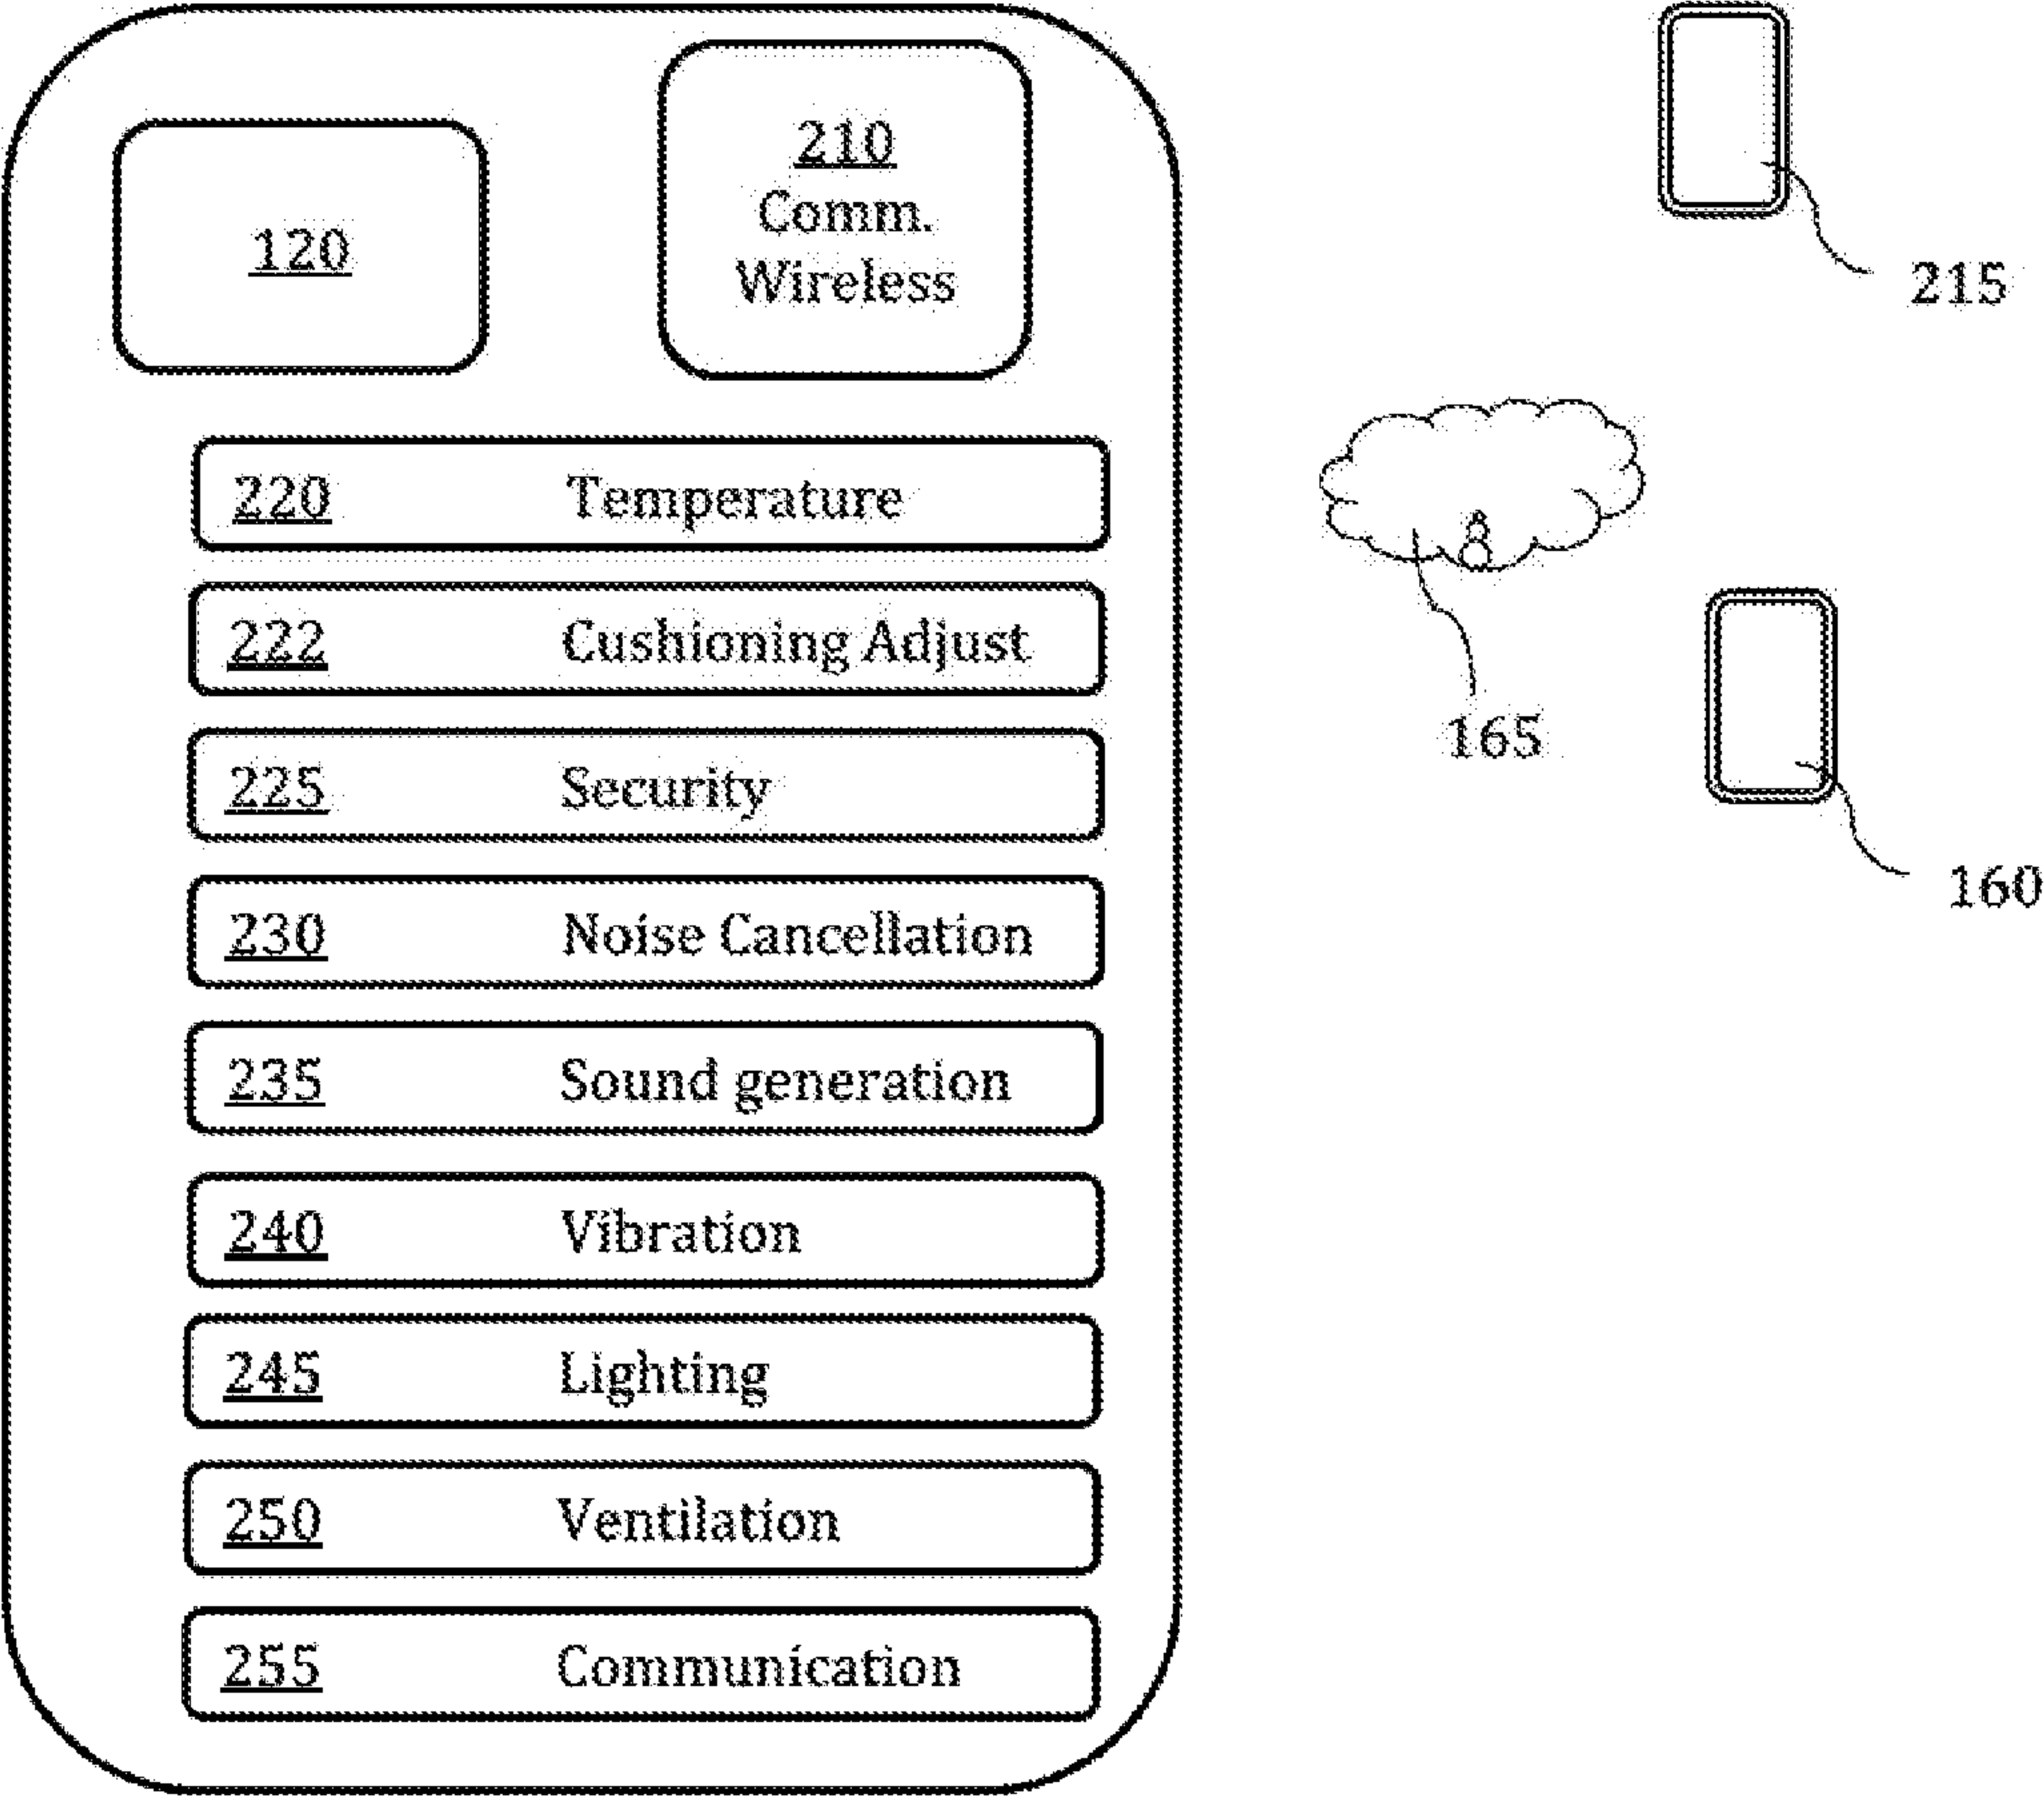 120
210
Comm.
Wireless
220 Temperature
222 Cushioning Adjust
225 Security
230 Noise Cancellation
235 Sound generation
240 Vibration
245 Lighting
250 Ventilation
255 Communication
215
165
160